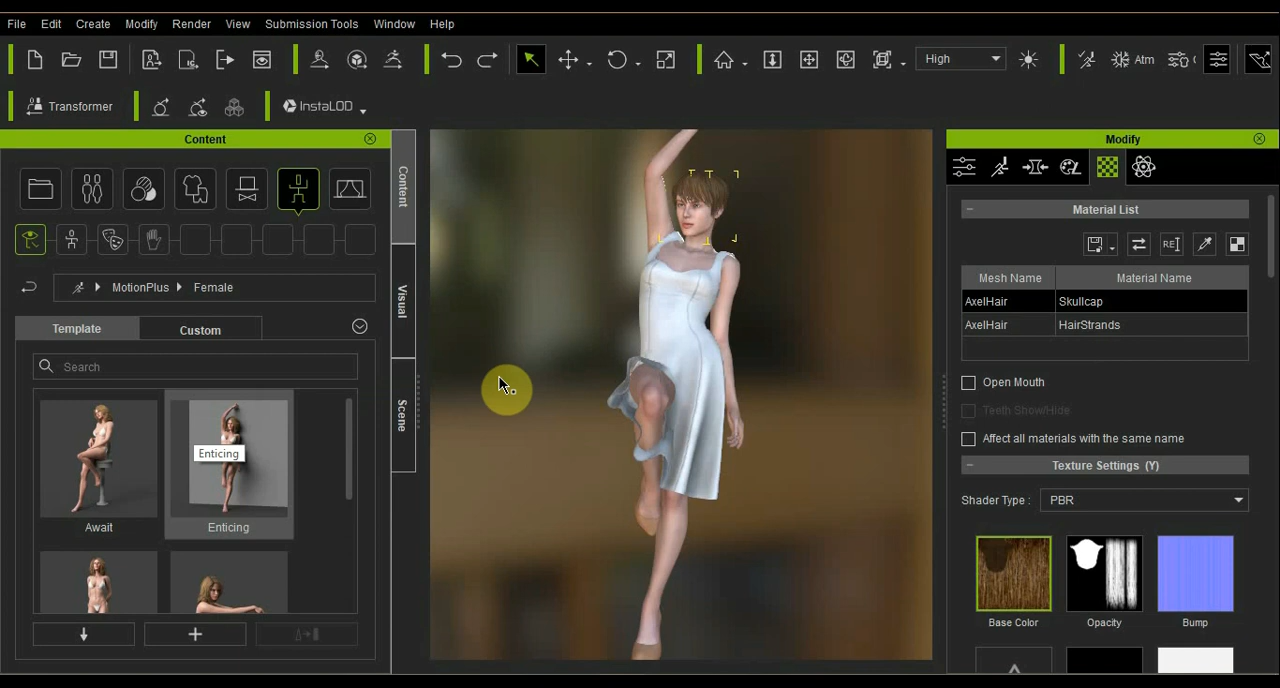 File Edit Create Modify Render View Submission Tools Window Help
High
Atm
Transformer
InstaLOD
Content
Modify
Content
Visual
Scene
MotionPlus Female
Template Custom
Search
Enticing
Await Enticing
Material List
RE
Mesh Name Material Name
AxelHair Skullcap
AxelHair HairStrands
Open Mouth
Teeth Show/Hide
Affect all materials with the same name
Texture Settings (Y)
Shader Type : PBR
Base Color Opacity Bump